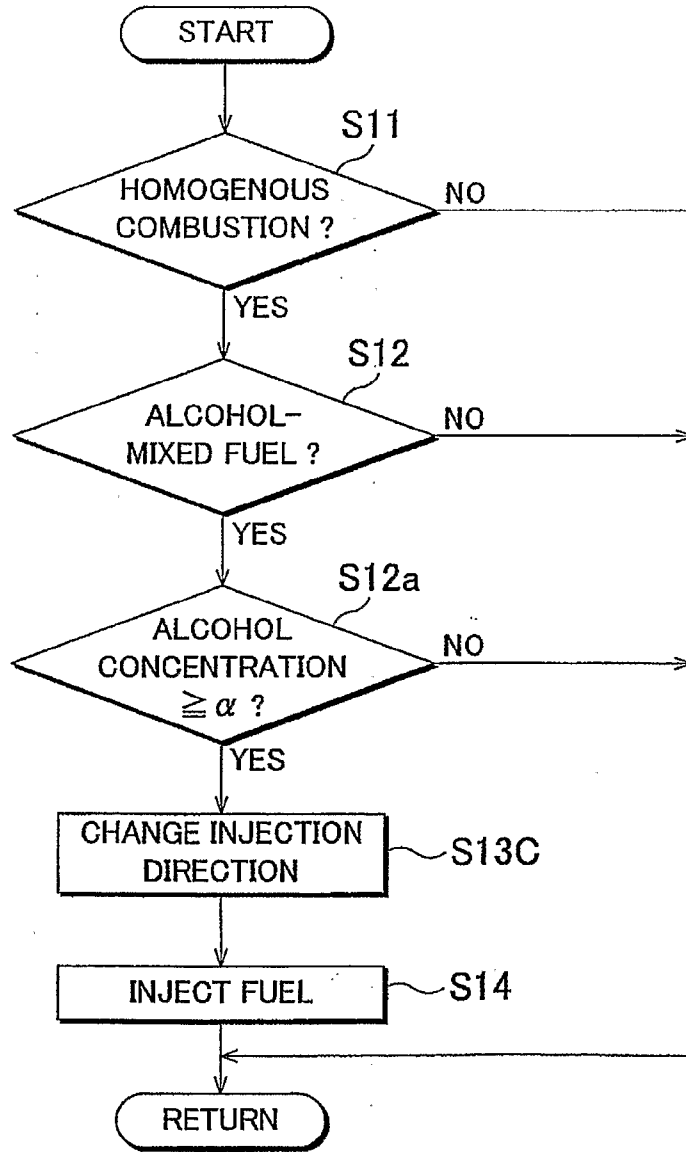 START
S11
HOMOGENOUS
COMBUSTION ?
NO
YES
S12
ALCOHOL-
MIXED FUEL ?
NO
YES
S12a
ALCOHOL
CONCENTRATION
≧ α ?
NO
YES
CHANGE INJECTION
DIRECTION
S13C
INJECT FUEL
S14
RETURN